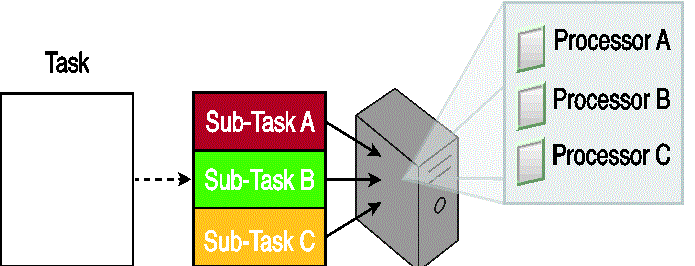 Task
Sub-Task A
Sub-Task B
Sub-Task C
Processor A
Processor B
Processor C